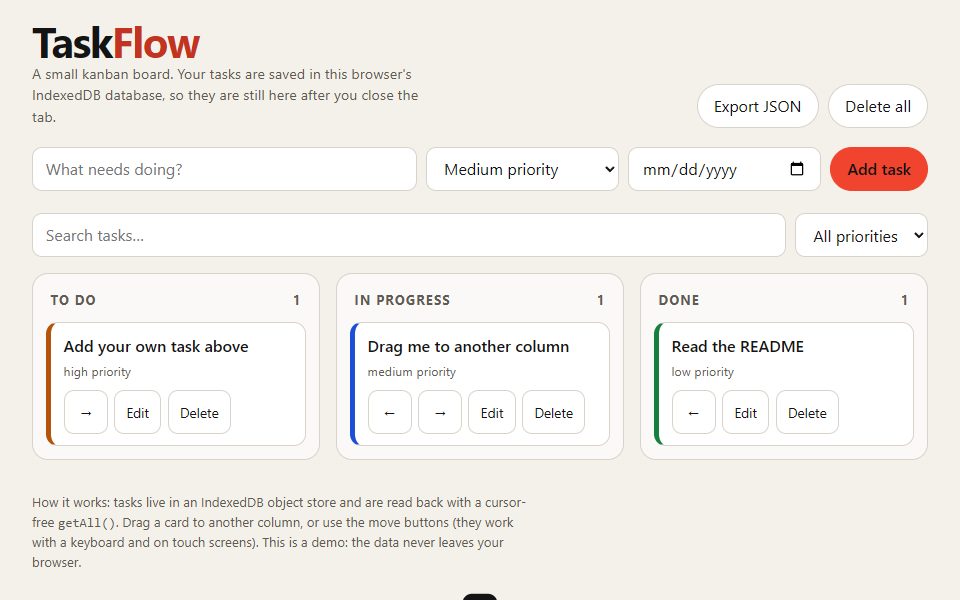 TaskFlow
A small kanban board. Your tasks are saved in this browser's
IndexedDB database, so they are still here after you close the
tab.
Export JSON
Delete all
What needs doing?
Medium priority
mm/dd/yyyy
Add task
Search tasks...
All priorities
TO DO
1
IN PROGRESS
1
DONE
1
Add your own task above
high priority
→
Edit
Delete
Drag me to another column
medium priority
←
→
Edit
Delete
Read the README
low priority
←
Edit
Delete
How it works: tasks live in an IndexedDB object store and are read back with a cursor-
free getAll(). Drag a card to another column, or use the move buttons (they work
with a keyboard and on touch screens). This is a demo: the data never leaves your
browser.